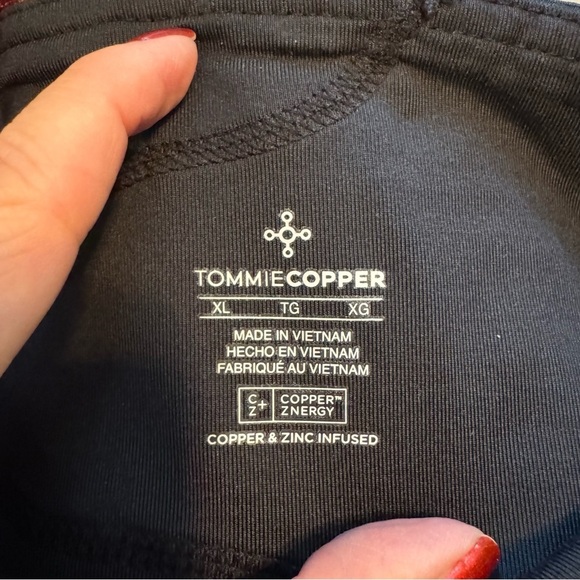 TOMMIECOPPER
XL TG XG
MADE IN VIETNAM
HECHO EN VIETNAM
FABRIQUÉ AU VIETNAM
C Z+ COPPER™ ZNERGY
COPPER & ZINC INFUSED